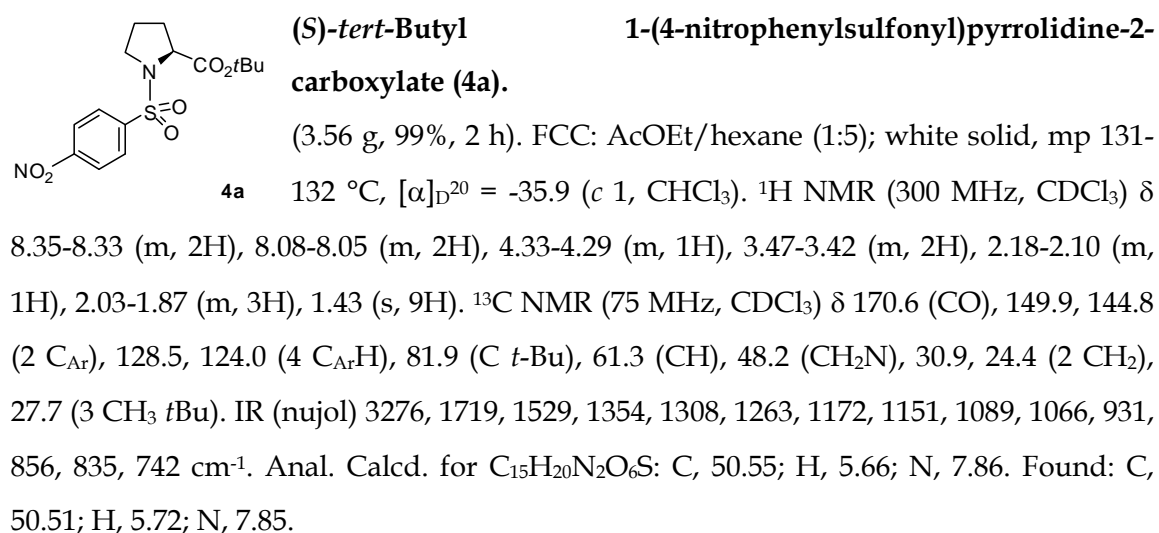 (S)-tert-Butyl 1-(4-nitrophenylsulfonyl)pyrrolidine-2-
carboxylate (4a).
N
CO₂tBu
S
O
O
NO₂
4a
(3.56 g, 99%, 2 h). FCC: AcOEt/hexane (1:5); white solid, mp 131-
132 °C, [α]D²⁰ = -35.9 (c 1, CHCl₃). ¹H NMR (300 MHz, CDCl₃) δ
8.35-8.33 (m, 2H), 8.08-8.05 (m, 2H), 4.33-4.29 (m, 1H), 3.47-3.42 (m, 2H), 2.18-2.10 (m,
1H), 2.03-1.87 (m, 3H), 1.43 (s, 9H). ¹³C NMR (75 MHz, CDCl₃) δ 170.6 (CO), 149.9, 144.8
(2 CAr), 128.5, 124.0 (4 CArH), 81.9 (C t-Bu), 61.3 (CH), 48.2 (CH₂N), 30.9, 24.4 (2 CH₂),
27.7 (3 CH₃ tBu). IR (nujol) 3276, 1719, 1529, 1354, 1308, 1263, 1172, 1151, 1089, 1066, 931,
856, 835, 742 cm⁻¹. Anal. Calcd. for C₁₅H₂₀N₂O₆S: C, 50.55; H, 5.66; N, 7.86. Found: C,
50.51; H, 5.72; N, 7.85.